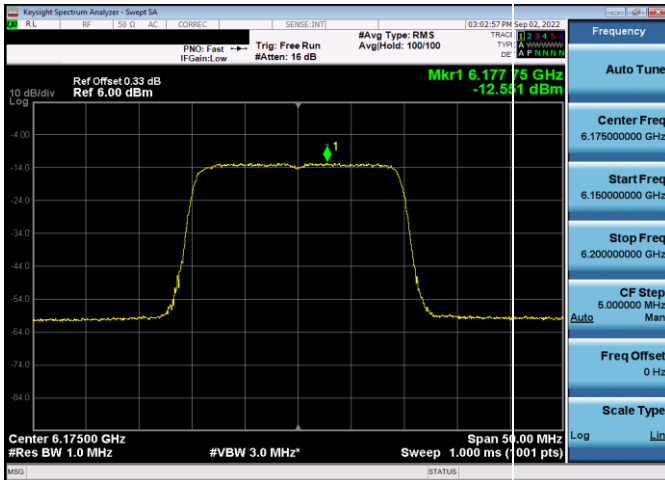 Keysight Spectrum Analyzer - Swept SA
RL RF 50 Ω AC CORREC SENSE:INT 03:02:57 PM Sep 02, 2022
#Avg Type: RMS TRAC 1 2 3 4 5 6
PNO: Fast Trig: Free Run Avg|Hold: 100/100 TYP A WWWWW
IFGain:Low #Atten: 16 dB DE A P N N N N
Mkr1 6.177 75 GHz
Ref Offset 0.33 dB
10 dB/div Ref 6.00 dBm -12.551 dBm
Log
1
-4.00
-14.0
-24.0
-34.0
-44.0
-54.0
-64.0
-74.0
-84.0
Center 6.17500 GHz Span 50.00 MHz
#Res BW 1.0 MHz #VBW 3.0 MHz* Sweep 1.000 ms (1001 pts)
MSG STATUS
Frequency
Auto Tune
Center Freq
6.175000000 GHz
Start Freq
6.150000000 GHz
Stop Freq
6.200000000 GHz
CF Step
5.000000 MHz
Auto Man
Freq Offset
0 Hz
Scale Type
Log Lin